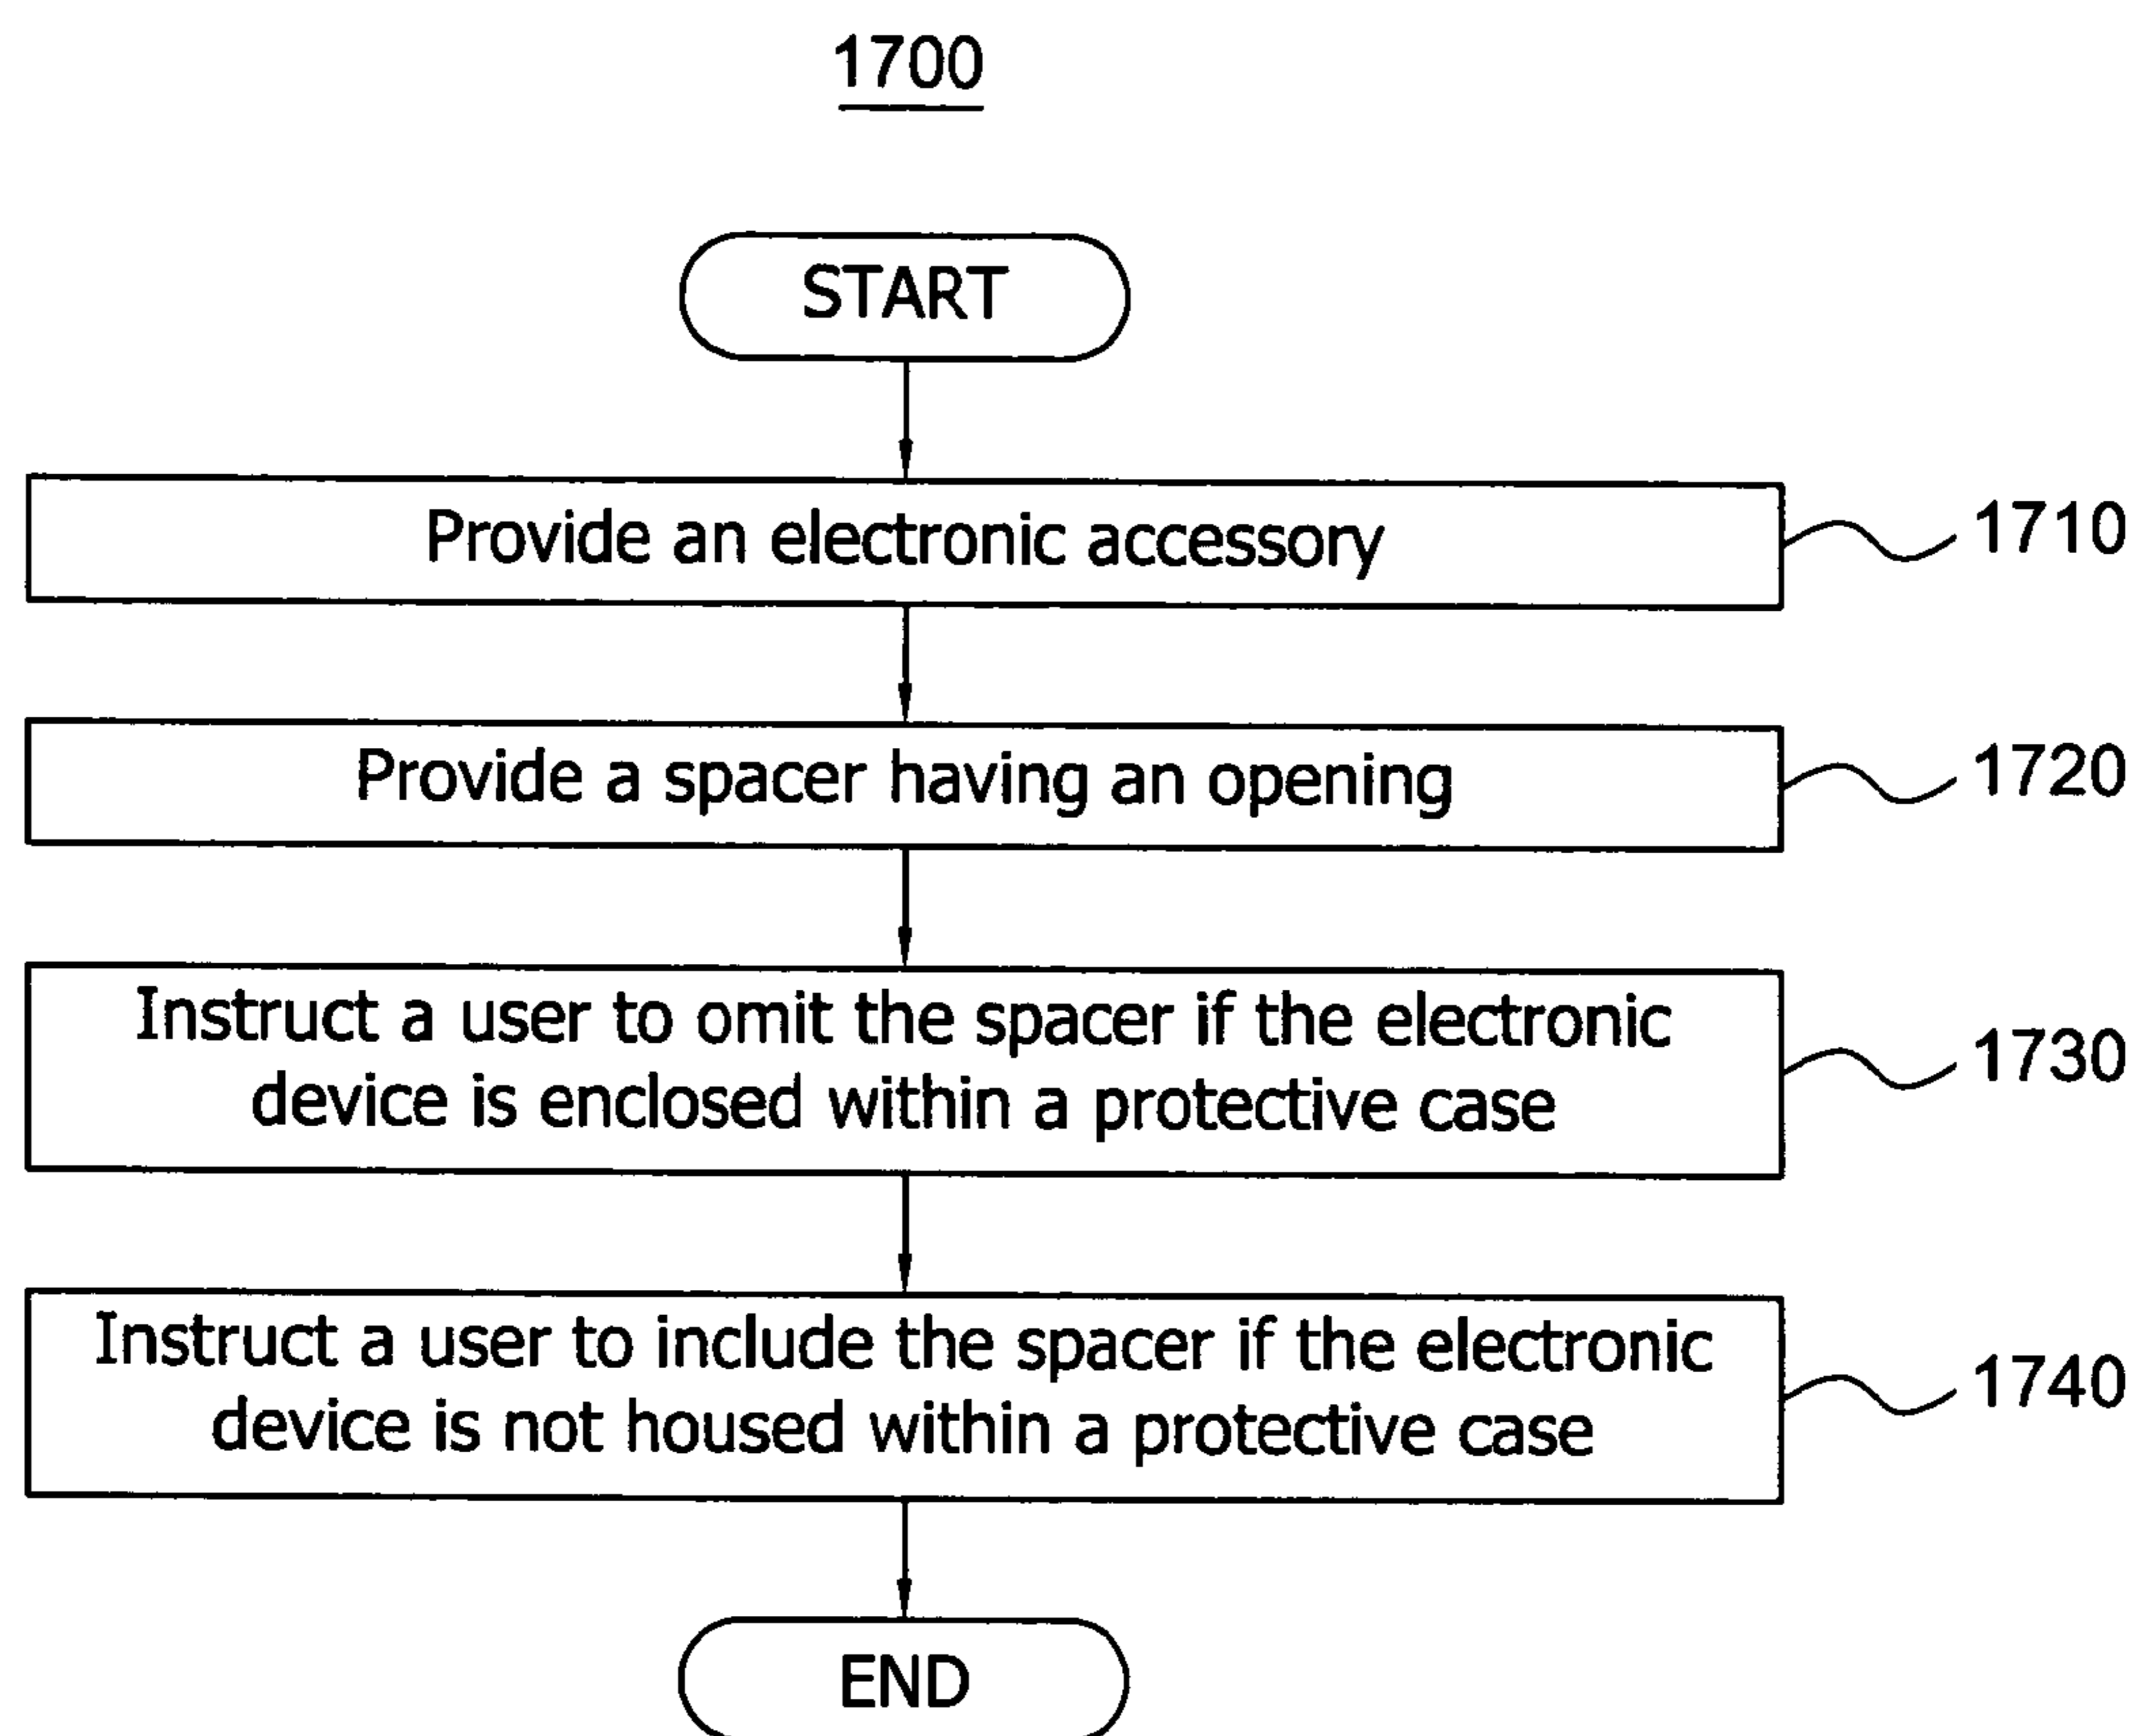 1700
START
Provide an electronic accessory
1710
Provide a spacer having an opening
1720
Instruct a user to omit the spacer if the electronic
device is enclosed within a protective case
1730
Instruct a user to include the spacer if the electronic
device is not housed within a protective case
1740
END